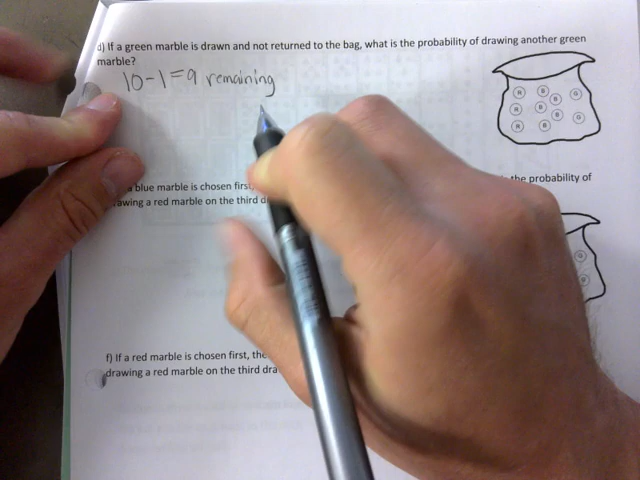 d) If a green marble is drawn and not returned to the bag, what is the probability of drawing another green
marble?
10-1=9 remaining
R B G
R B B
B G
R B
blue marble is chosen first, the probability of
awing a red marble on the third
G
f) If a red marble is chosen first, the
drawing a red marble on the third dra